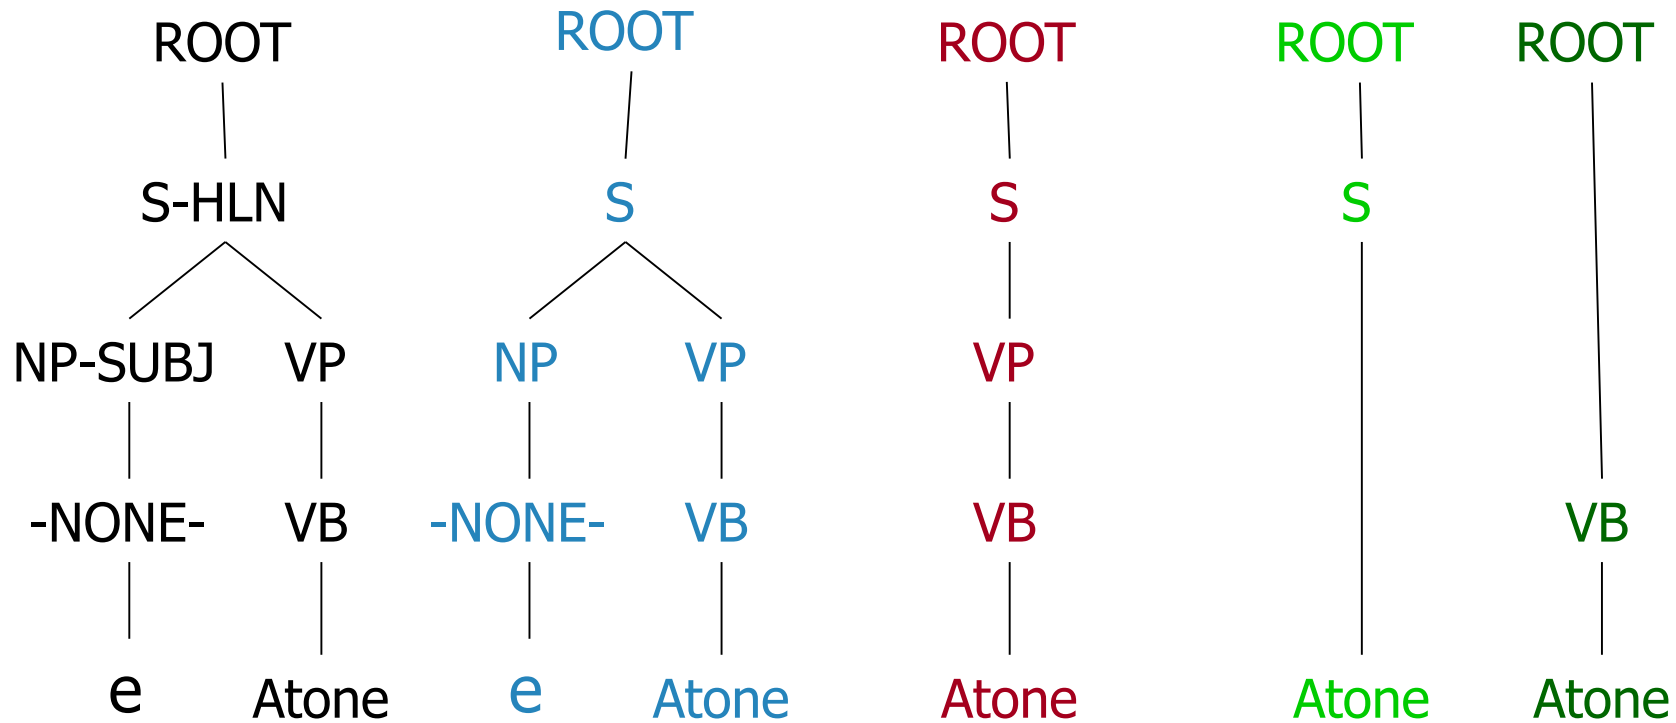 ROOT ROOT ROOT ROOT ROOT
S-HLN S S S
NP-SUBJ VP NP VP VP
-NONE- VB -NONE- VB VB VB
e Atone e Atone Atone Atone Atone